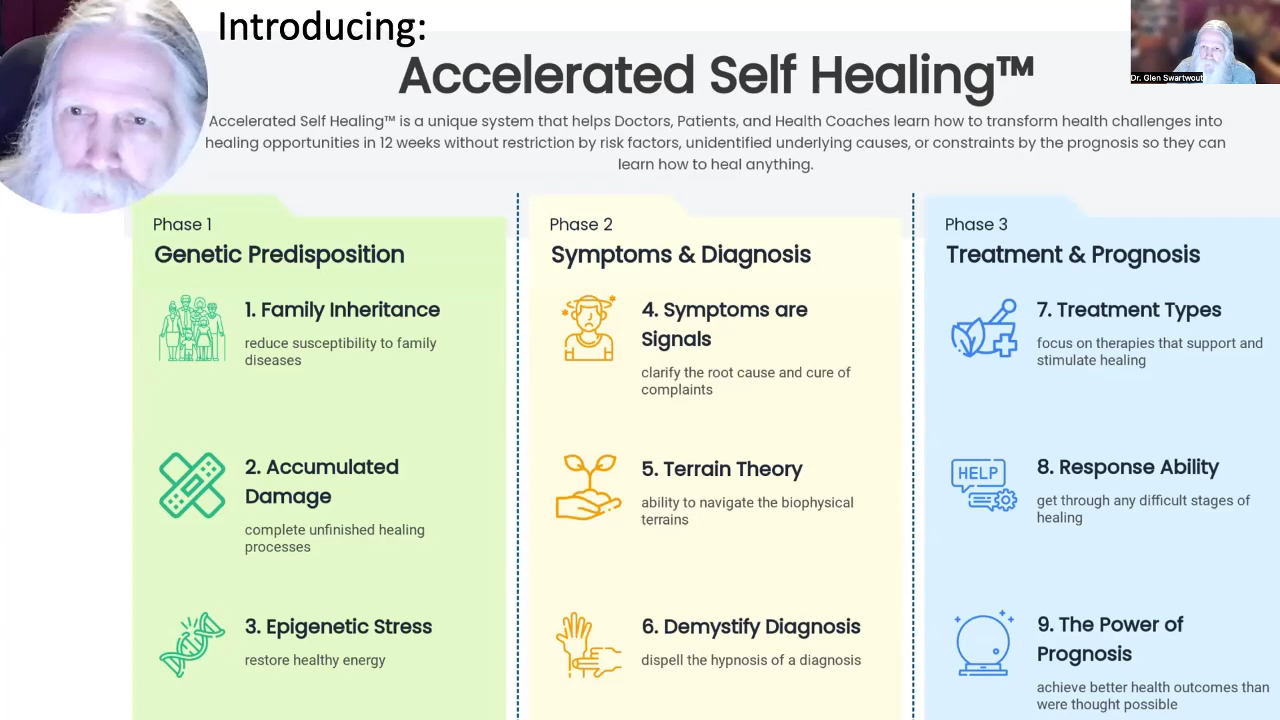 Introducing:
Accelerated Self Healing™
Dr. Glen Swartwout
Accelerated Self Healing™ is a unique system that helps Doctors, Patients, and Health Coaches learn how to transform health challenges into
healing opportunities in 12 weeks without restriction by risk factors, unidentified underlying causes, or constraints by the prognosis so they can
learn how to heal anything.
Phase 1
Genetic Predisposition
1. Family Inheritance
reduce susceptibility to family
diseases
2. Accumulated
Damage
complete unfinished healing
processes
3. Epigenetic Stress
restore healthy energy
Phase 2
Symptoms & Diagnosis
4. Symptoms are
Signals
clarify the root cause and cure of
complaints
5. Terrain Theory
ability to navigate the biophysical
terrains
6. Demystify Diagnosis
dispell the hypnosis of a diagnosis
Phase 3
Treatment & Prognosis
7. Treatment Types
focus on therapies that support and
stimulate healing
HELP
8. Response Ability
get through any difficult stages of
healing
9. The Power of
Prognosis
achieve better health outcomes than
were thought possible